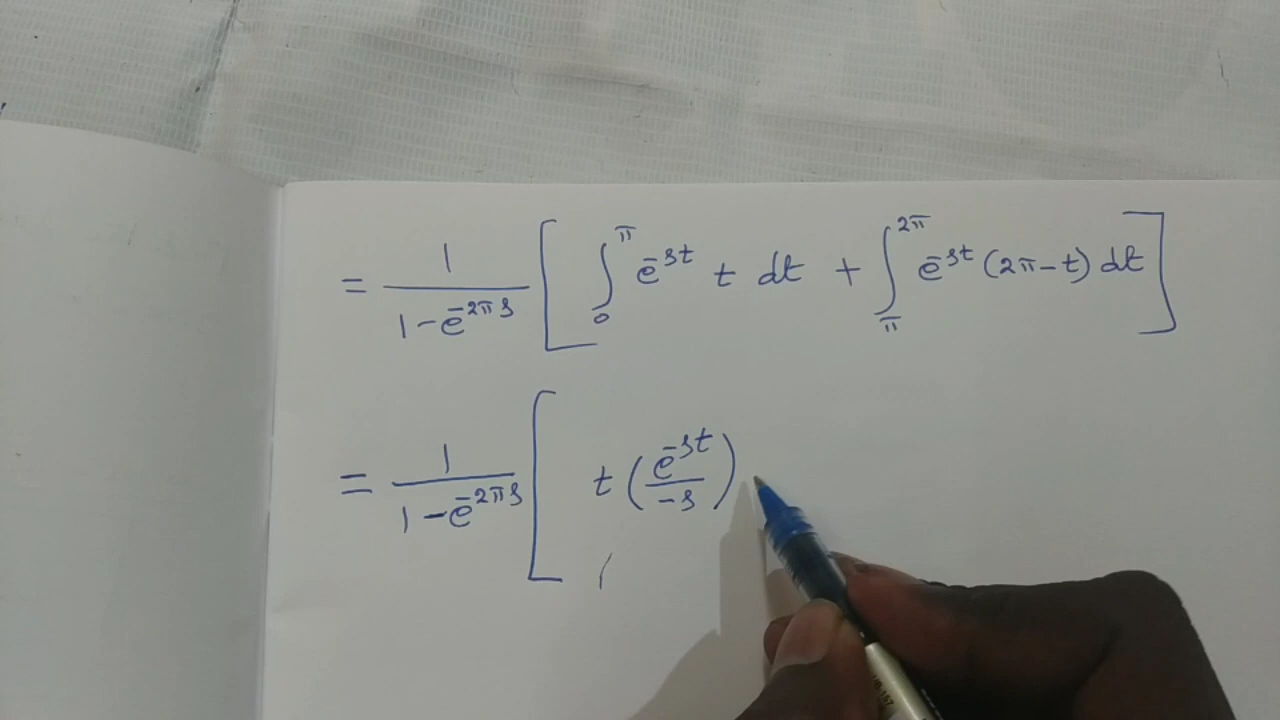 = 1/(1-e^{-2πs}) [ ∫_0^π e^{-st} t dt + ∫_π^{2π} e^{-st} (2π-t) dt ]
= 1/(1-e^{-2πs}) [ t (e^{-st}/-s)